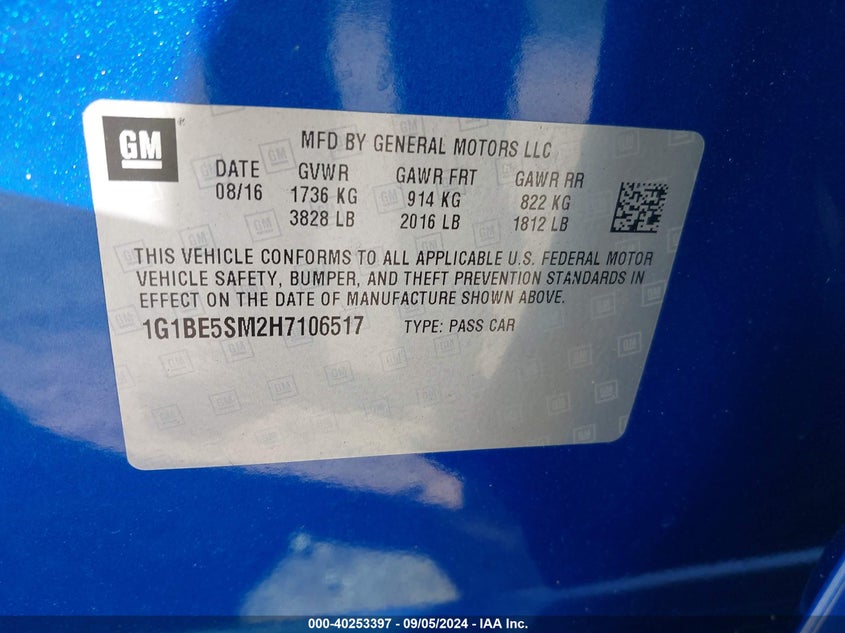 GM®
MFD BY GENERAL MOTORS LLC
DATE GVWR GAWR FRT GAWR RR
08/16 1736 KG 914 KG 822 KG
3828 LB 2016 LB 1812 LB
THIS VEHICLE CONFORMS TO ALL APPLICABLE U.S. FEDERAL MOTOR
VEHICLE SAFETY, BUMPER, AND THEFT PREVENTION STANDARDS IN
EFFECT ON THE DATE OF MANUFACTURE SHOWN ABOVE.
1G1BE5SM2H7106517 TYPE: PASS CAR
000-40253397 - 09/05/2024 - IAA Inc.